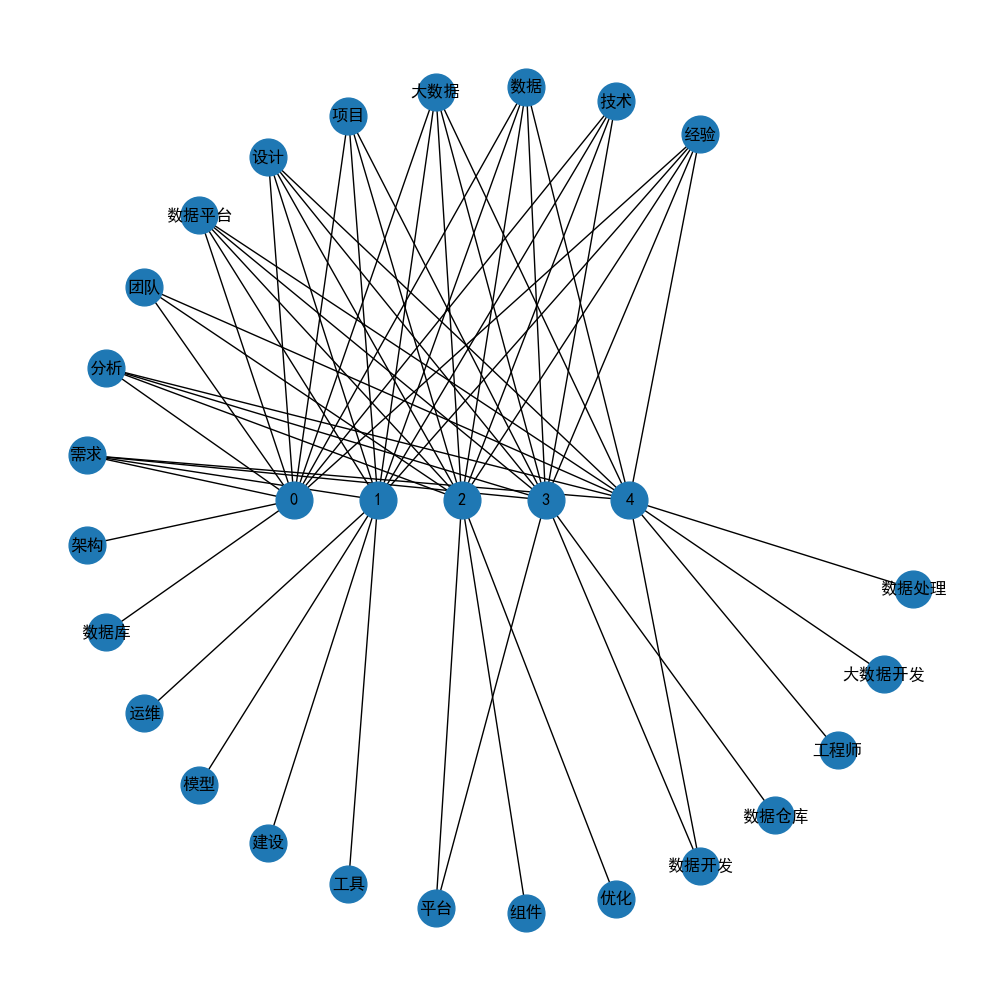 数据
大数据
技术
项目
经验
设计
数据平台
团队
分析
需求
0
1
2
3
4
架构
数据处理
数据库
大数据开发
运维
工程师
模型
数据仓库
建设
数据开发
工具
优化
平台
组件